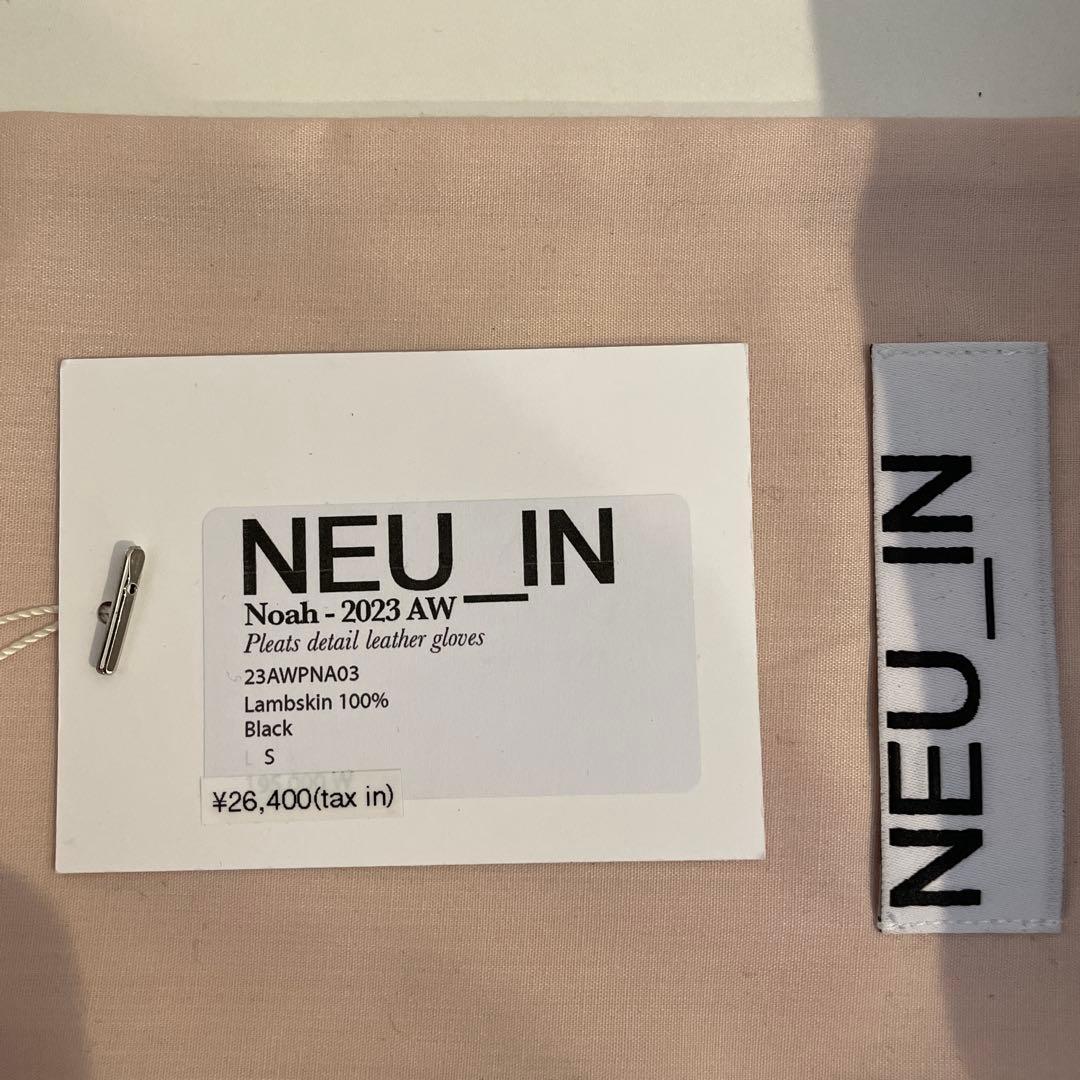 NEU_IN
Noah - 2023 AW
Pleats detail leather gloves
23AWPNA03
Lambskin 100%
Black
L S
¥26,400(tax in)
NEU_IN